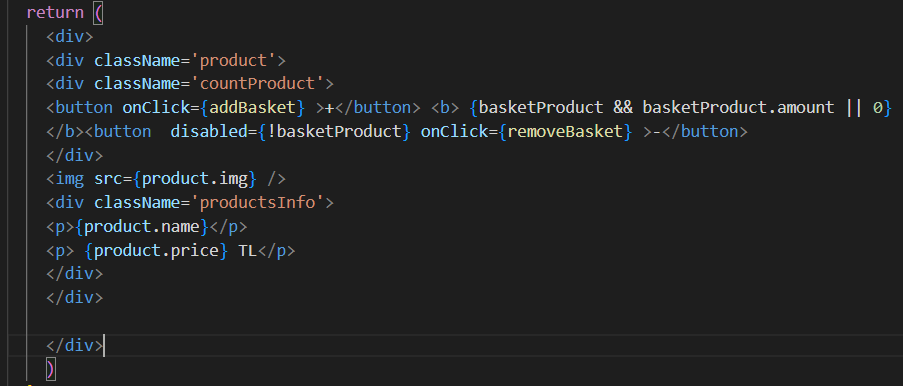 return (
<div>
<div className='product'>
<div className='countProduct'>
<button onClick={addBasket} >+</button> <b> {basketProduct && basketProduct.amount || 0}
</b><button  disabled={!basketProduct} onClick={removeBasket} >-</button>
</div>
<img src={product.img} />
<div className='productsInfo'>
<p>{product.name}</p>
<p> {product.price} TL</p>
</div>
</div>
</div>
)